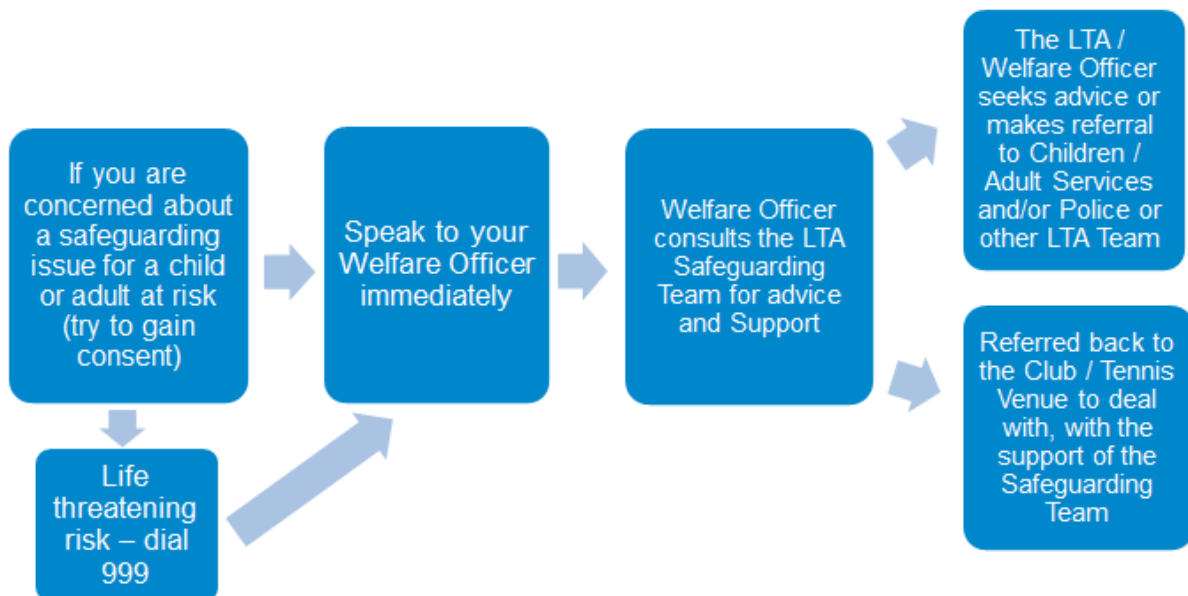 If you are
concerned about
a safeguarding
issue for a child
or adult at risk
(try to gain
consent)
Life
threatening
risk – dial
999
Speak to your
Welfare Officer
immediately
Welfare Officer
consults the LTA
Safeguarding
Team for advice
and Support
The LTA /
Welfare Officer
seeks advice or
makes referral
to Children /
Adult Services
and/or Police or
other LTA Team
Referred back to
the Club / Tennis
Venue to deal
with, with the
support of the
Safeguarding
Team